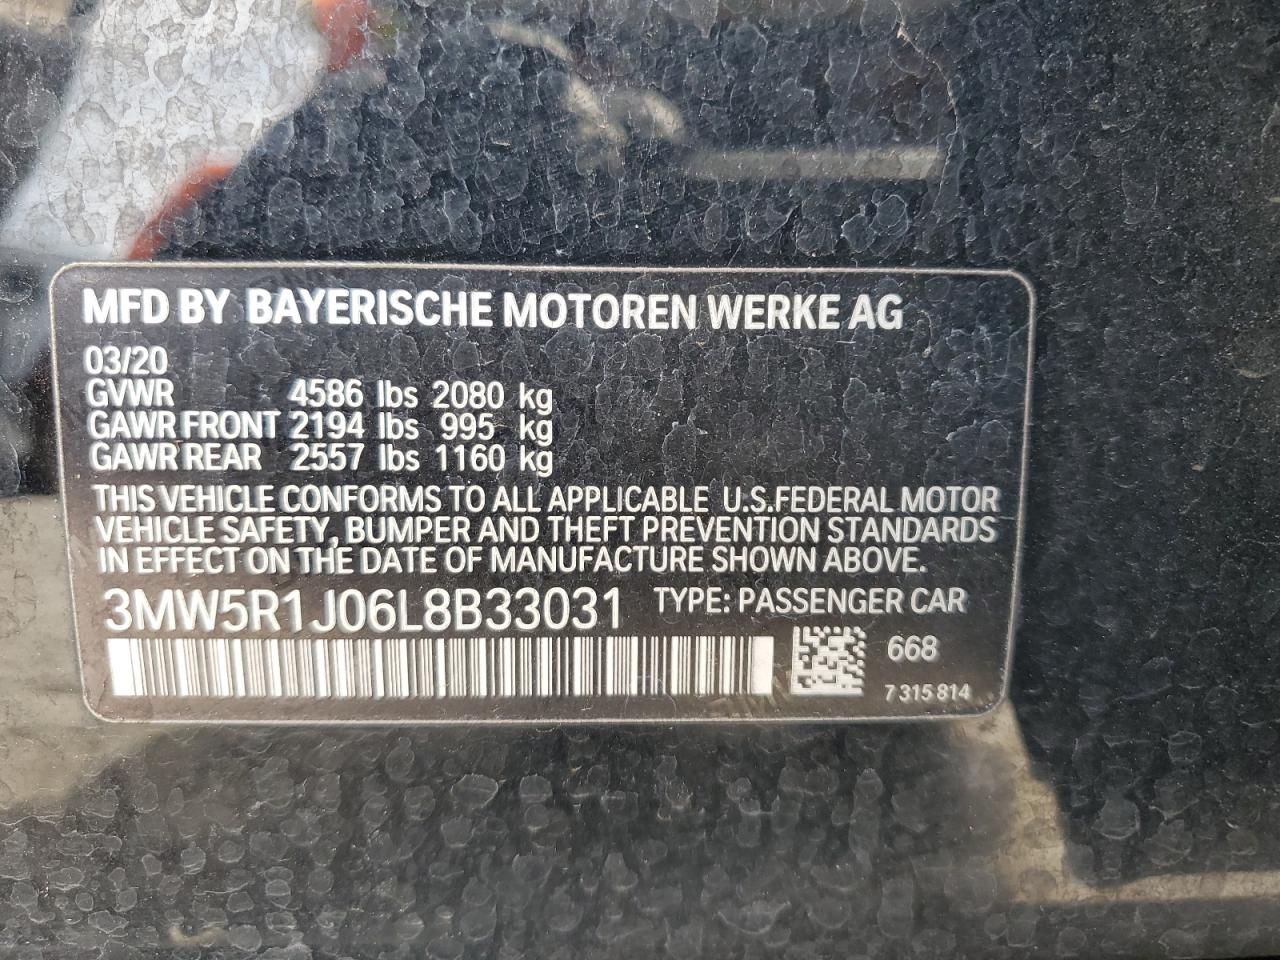 MFD BY BAYERISCHE MOTOREN WERKE AG
03/20
GVWR 4586 lbs 2080 kg
GAWR FRONT 2194 lbs 995 kg
GAWR REAR 2557 lbs 1160 kg
THIS VEHICLE CONFORMS TO ALL APPLICABLE U.S.FEDERAL MOTOR
VEHICLE SAFETY, BUMPER AND THEFT PREVENTION STANDARDS
IN EFFECT ON THE DATE OF MANUFACTURE SHOWN ABOVE.
3MW5R1J06L8B33031 TYPE: PASSENGER CAR
668
7 315 814